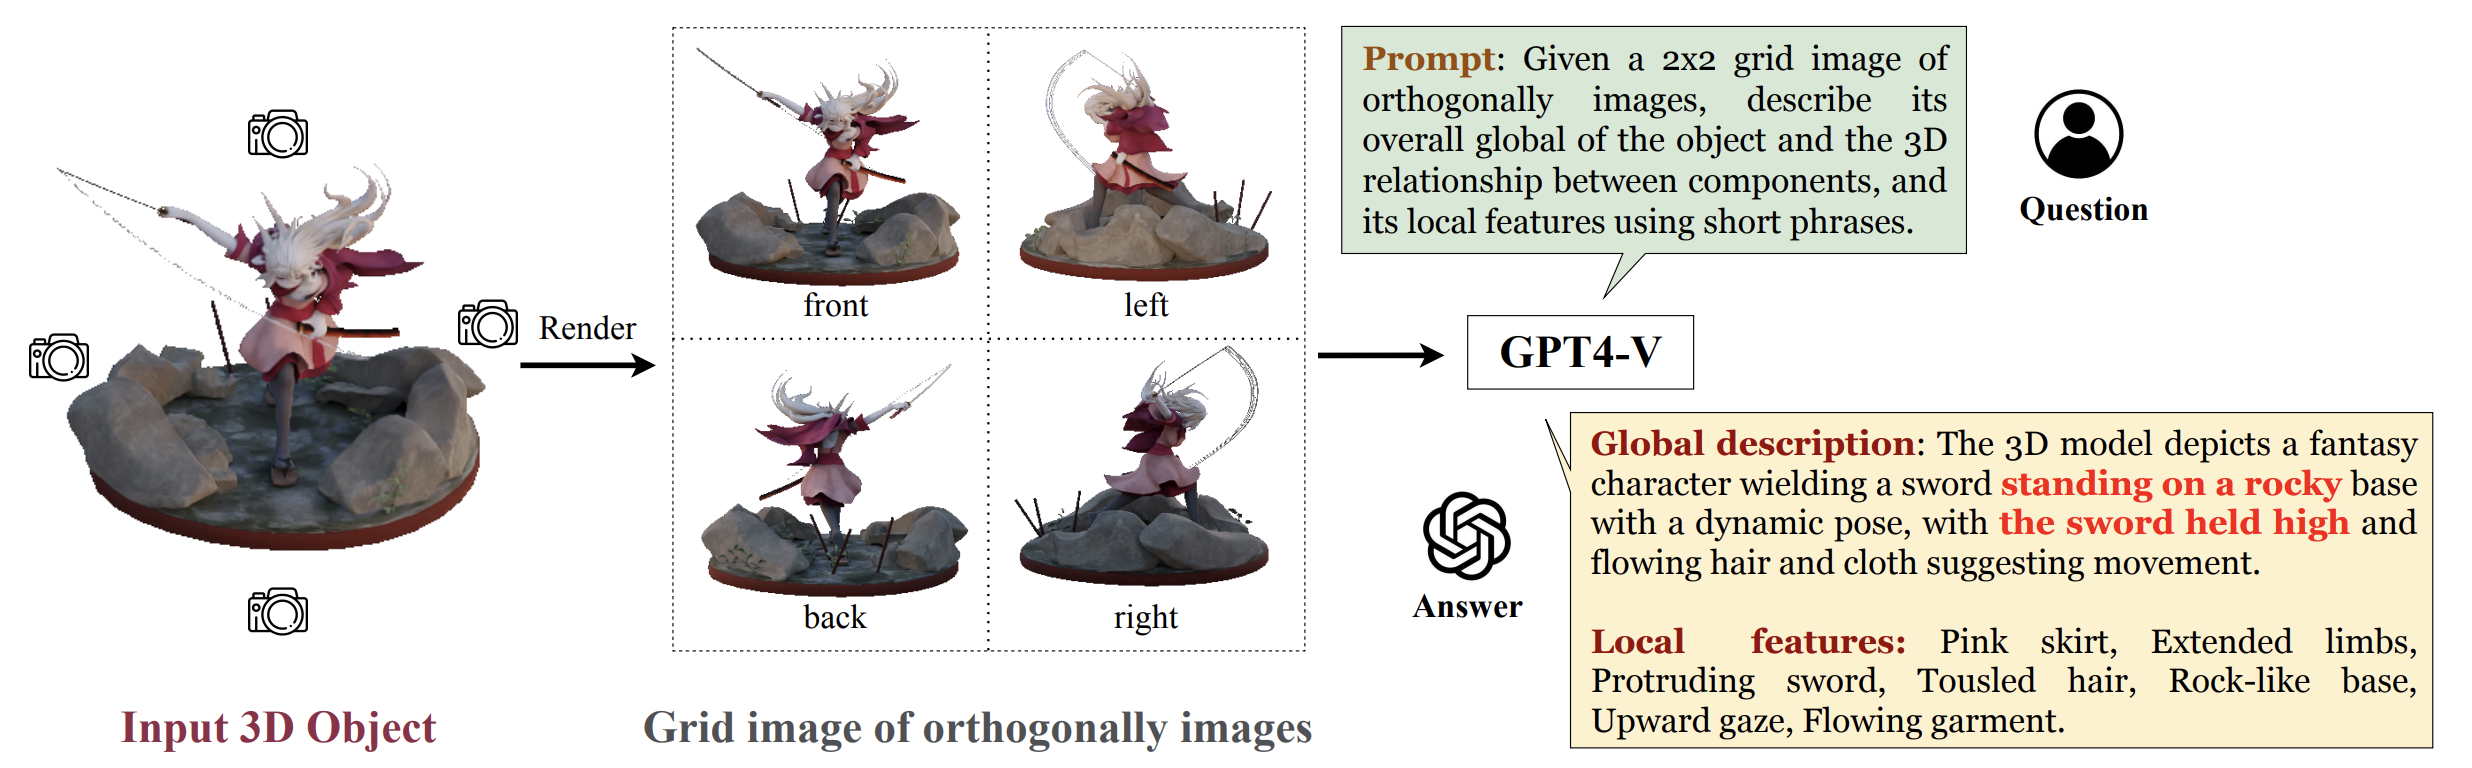 Render
Input 3D Object
front
left
back
right
Grid image of orthogonally images
Prompt: Given a 2x2 grid image of
orthogonally images, describe its
overall global of the object and the 3D
relationship between components, and
its local features using short phrases.
Question
GPT4-V
Answer
Global description: The 3D model depicts a fantasy
character wielding a sword standing on a rocky base
with a dynamic pose, with the sword held high and
flowing hair and cloth suggesting movement.
Local features: Pink skirt, Extended limbs,
Protruding sword, Tousled hair, Rock-like base,
Upward gaze, Flowing garment.